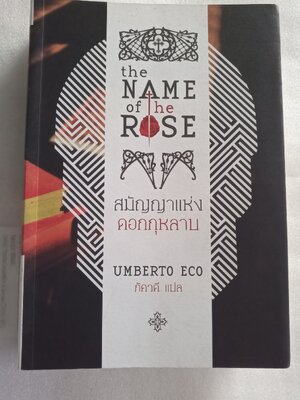 the
NAME
of the
ROSE
สมัญญาแห่ง
ดอกกุหลาบ
UMBERTO ECO
ภัควดี แปล